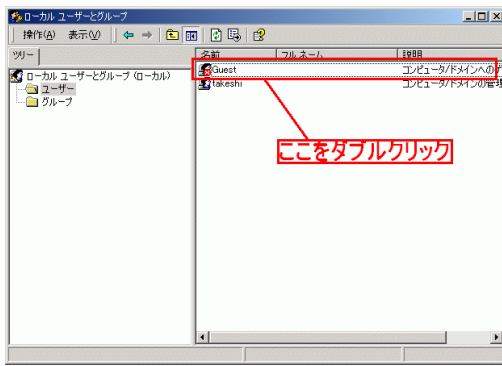 ローカル ユーザーとグループ
操作(A) 表示(V)
ツリー
名前 フル ネーム 説明
ローカル ユーザーとグループ (ローカル)
ユーザー
グループ
Guest コンピュータ/ドメインへの
takeshi コンピュータ/ドメインの管理
ここをダブルクリック